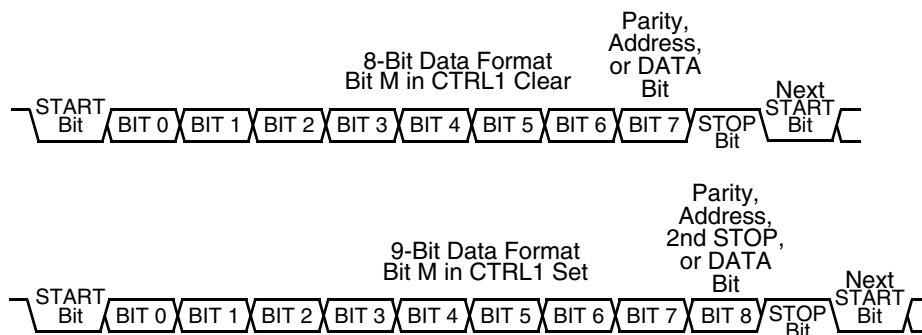 Parity,
Address,
or DATA
Bit
8-Bit Data Format
Bit M in CTRL1 Clear
START
Bit
BIT 0
BIT 1
BIT 2
BIT 3
BIT 4
BIT 5
BIT 6
BIT 7
STOP
Bit
Next
START
Bit
Parity,
Address,
2nd STOP,
or DATA
Bit
9-Bit Data Format
Bit M in CTRL1 Set
START
Bit
BIT 0
BIT 1
BIT 2
BIT 3
BIT 4
BIT 5
BIT 6
BIT 7
BIT 8
STOP
Bit
Next
START
Bit